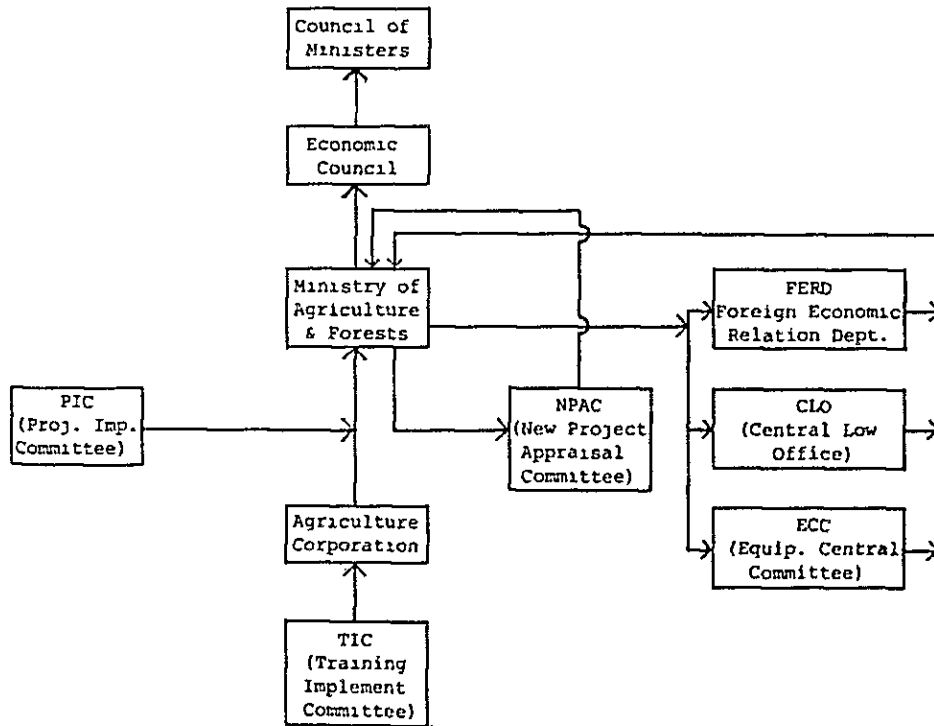 Council of
Ministers
Economic
Council
Ministry of
Agriculture
& Forests
FERD
Foreign Economic
Relation Dept.
PIC
(Proj. Imp.
Committee)
NPAC
(New Project
Appraisal
Committee)
CLO
(Central Low
Office)
Agriculture
Corporation
ECC
(Equip. Central
Committee)
TIC
(Training
Implement
Committee)